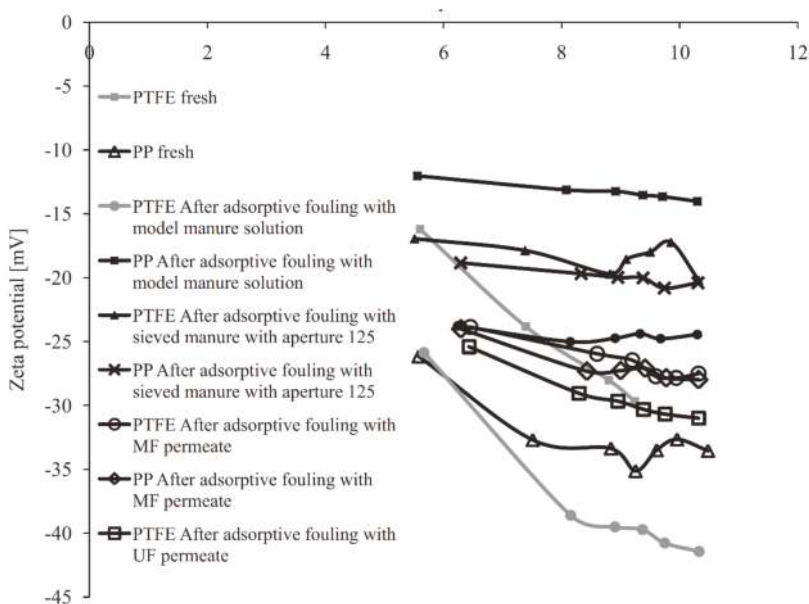 0
0
2
4
6
8
10
12
-5
-10
-15
-20
-25
-30
-35
-40
-45
Zeta potential [mV]
PTFE fresh
PP fresh
PTFE After adsorptive fouling with
model manure solution
PP After adsorptive fouling with
model manure solution
PTFE After adsorptive fouling with
sieved manure with aperture 125
PP After adsorptive fouling with
sieved manure with aperture 125
PTFE After adsorptive fouling with
MF permeate
PP After adsorptive fouling with
MF permeate
PTFE After adsorptive fouling with
UF permeate